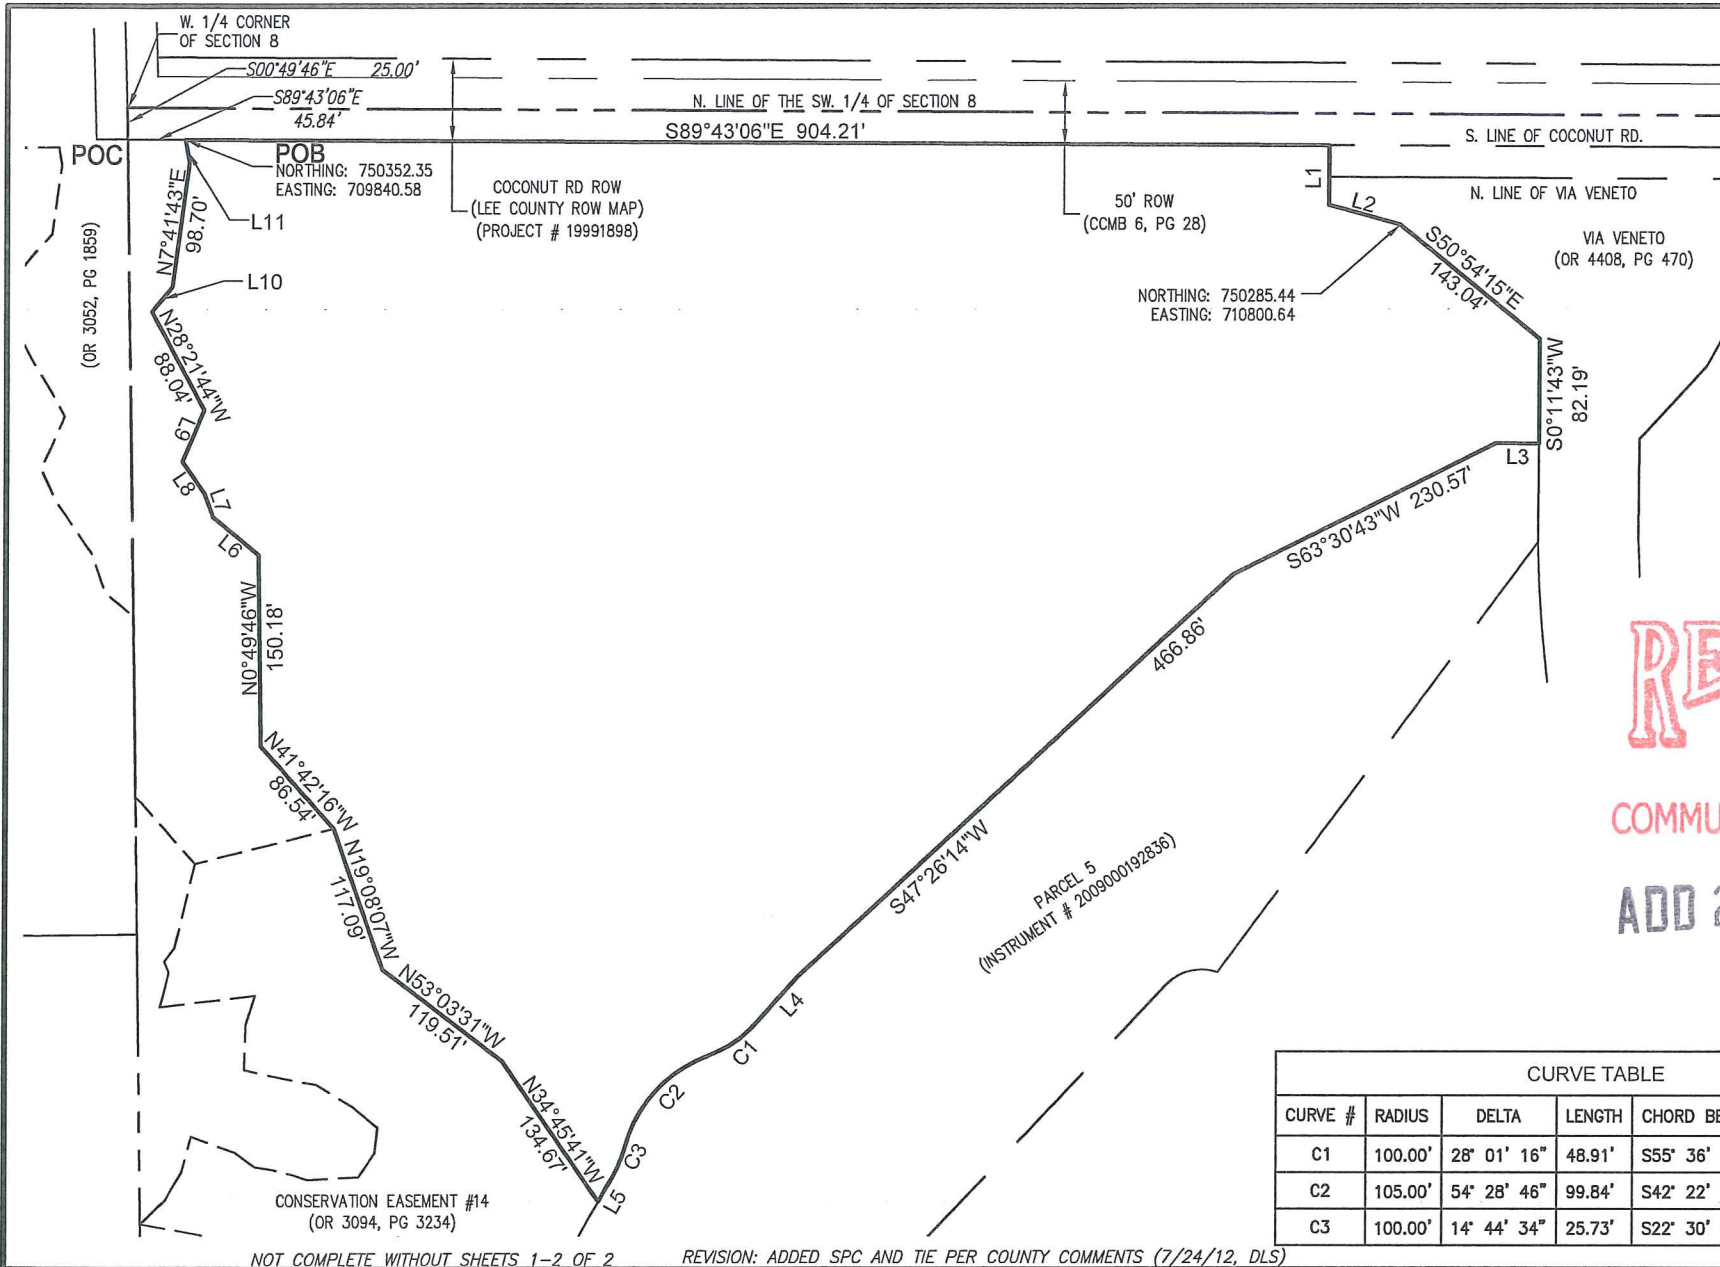 W. 1/4 CORNER
OF SECTION 8
S00°49'46"E 25.00'
S89°43'06"E
45.84'
N. LINE OF THE SW. 1/4 OF SECTION 8
S89°43'06"E 904.21'
S. LINE OF COCONUT RD.
POC
POB
NORTHING: 750352.35
EASTING: 709840.58
COCONUT RD ROW
(LEE COUNTY ROW MAP)
(PROJECT # 19991898)
50' ROW
(CCMB 6, PG 28)
L1
N. LINE OF VIA VENETO
L2
VIA VENETO
(OR 4408, PG 470)
(OR 3052, PG 1859)
N7°41'43"E
98.70'
L11
L10
S50°54'15"E
143.04'
NORTHING: 750285.44
EASTING: 710800.64
N28°21'44"W
88.04'
S0°11'43"W
82.19'
L9
L3
L8
L7
L6
S63°30'43"W 230.57'
N0°49'46"W
150.18'
466.86'
S47°26'14"W
N41°42'16"W
86.54'
N19°08'07"W
117.09'
PARCEL 5
(INSTRUMENT # 2009000192836)
COMMU
ADD 2
N53°03'31"W
119.51'
L4
C1
C2
C3
N34°45'41"W
134.67'
L5
CONSERVATION EASEMENT #14
(OR 3094, PG 3234)
CURVE TABLE
CURVE # RADIUS DELTA LENGTH CHORD BE
C1 100.00' 28° 01' 16" 48.91' S55° 36'
C2 105.00' 54° 28' 46" 99.84' S42° 22'
C3 100.00' 14° 44' 34" 25.73' S22° 30'
NOT COMPLETE WITHOUT SHEETS 1-2 OF 2
REVISION: ADDED SPC AND TIE PER COUNTY COMMENTS (7/24/12, DLS)